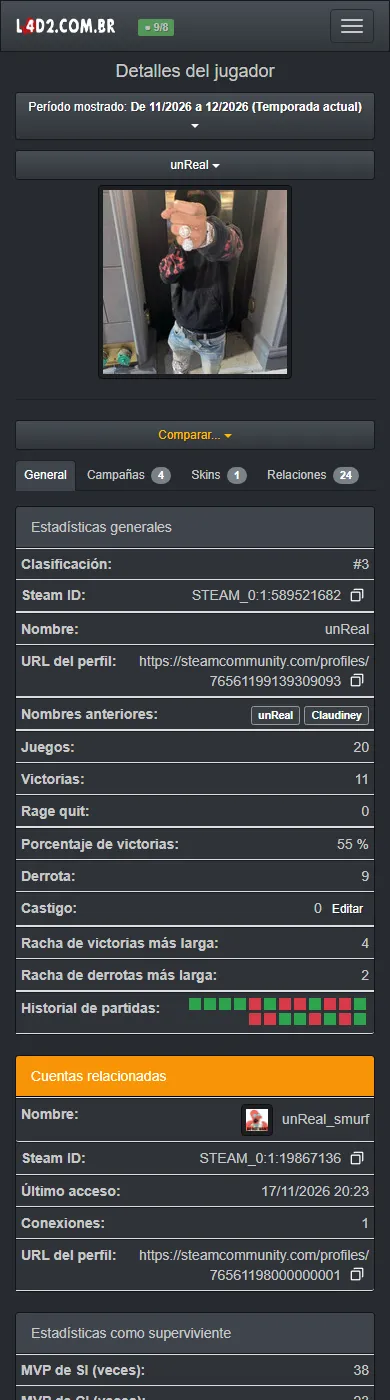 L4D2.COM.BR
9/8
Detalles del jugador
Período mostrado: De 11/2026 a 12/2026 (Temporada actual)
unReal
Comparar...
General Campañas 4 Skins 1 Relaciones 24
Estadísticas generales
Clasificación: #3
Steam ID: STEAM_0:1:589521682
Nombre: unReal
URL del perfil: https://steamcommunity.com/profiles/
76561199139309093
Nombres anteriores: unReal Claudiney
Juegos: 20
Victorias: 11
Rage quit: 0
Porcentaje de victorias: 55 %
Derrota: 9
Castigo: 0 Editar
Racha de victorias más larga: 4
Racha de derrotas más larga: 2
Historial de partidas:
Cuentas relacionadas
Nombre: unReal_smurf
Steam ID: STEAM_0:1:19867136
Último acceso: 17/11/2026 20:23
Conexiones: 1
URL del perfil: https://steamcommunity.com/profiles/
76561198000000001
Estadísticas como superviviente
MVP de SI (veces): 38